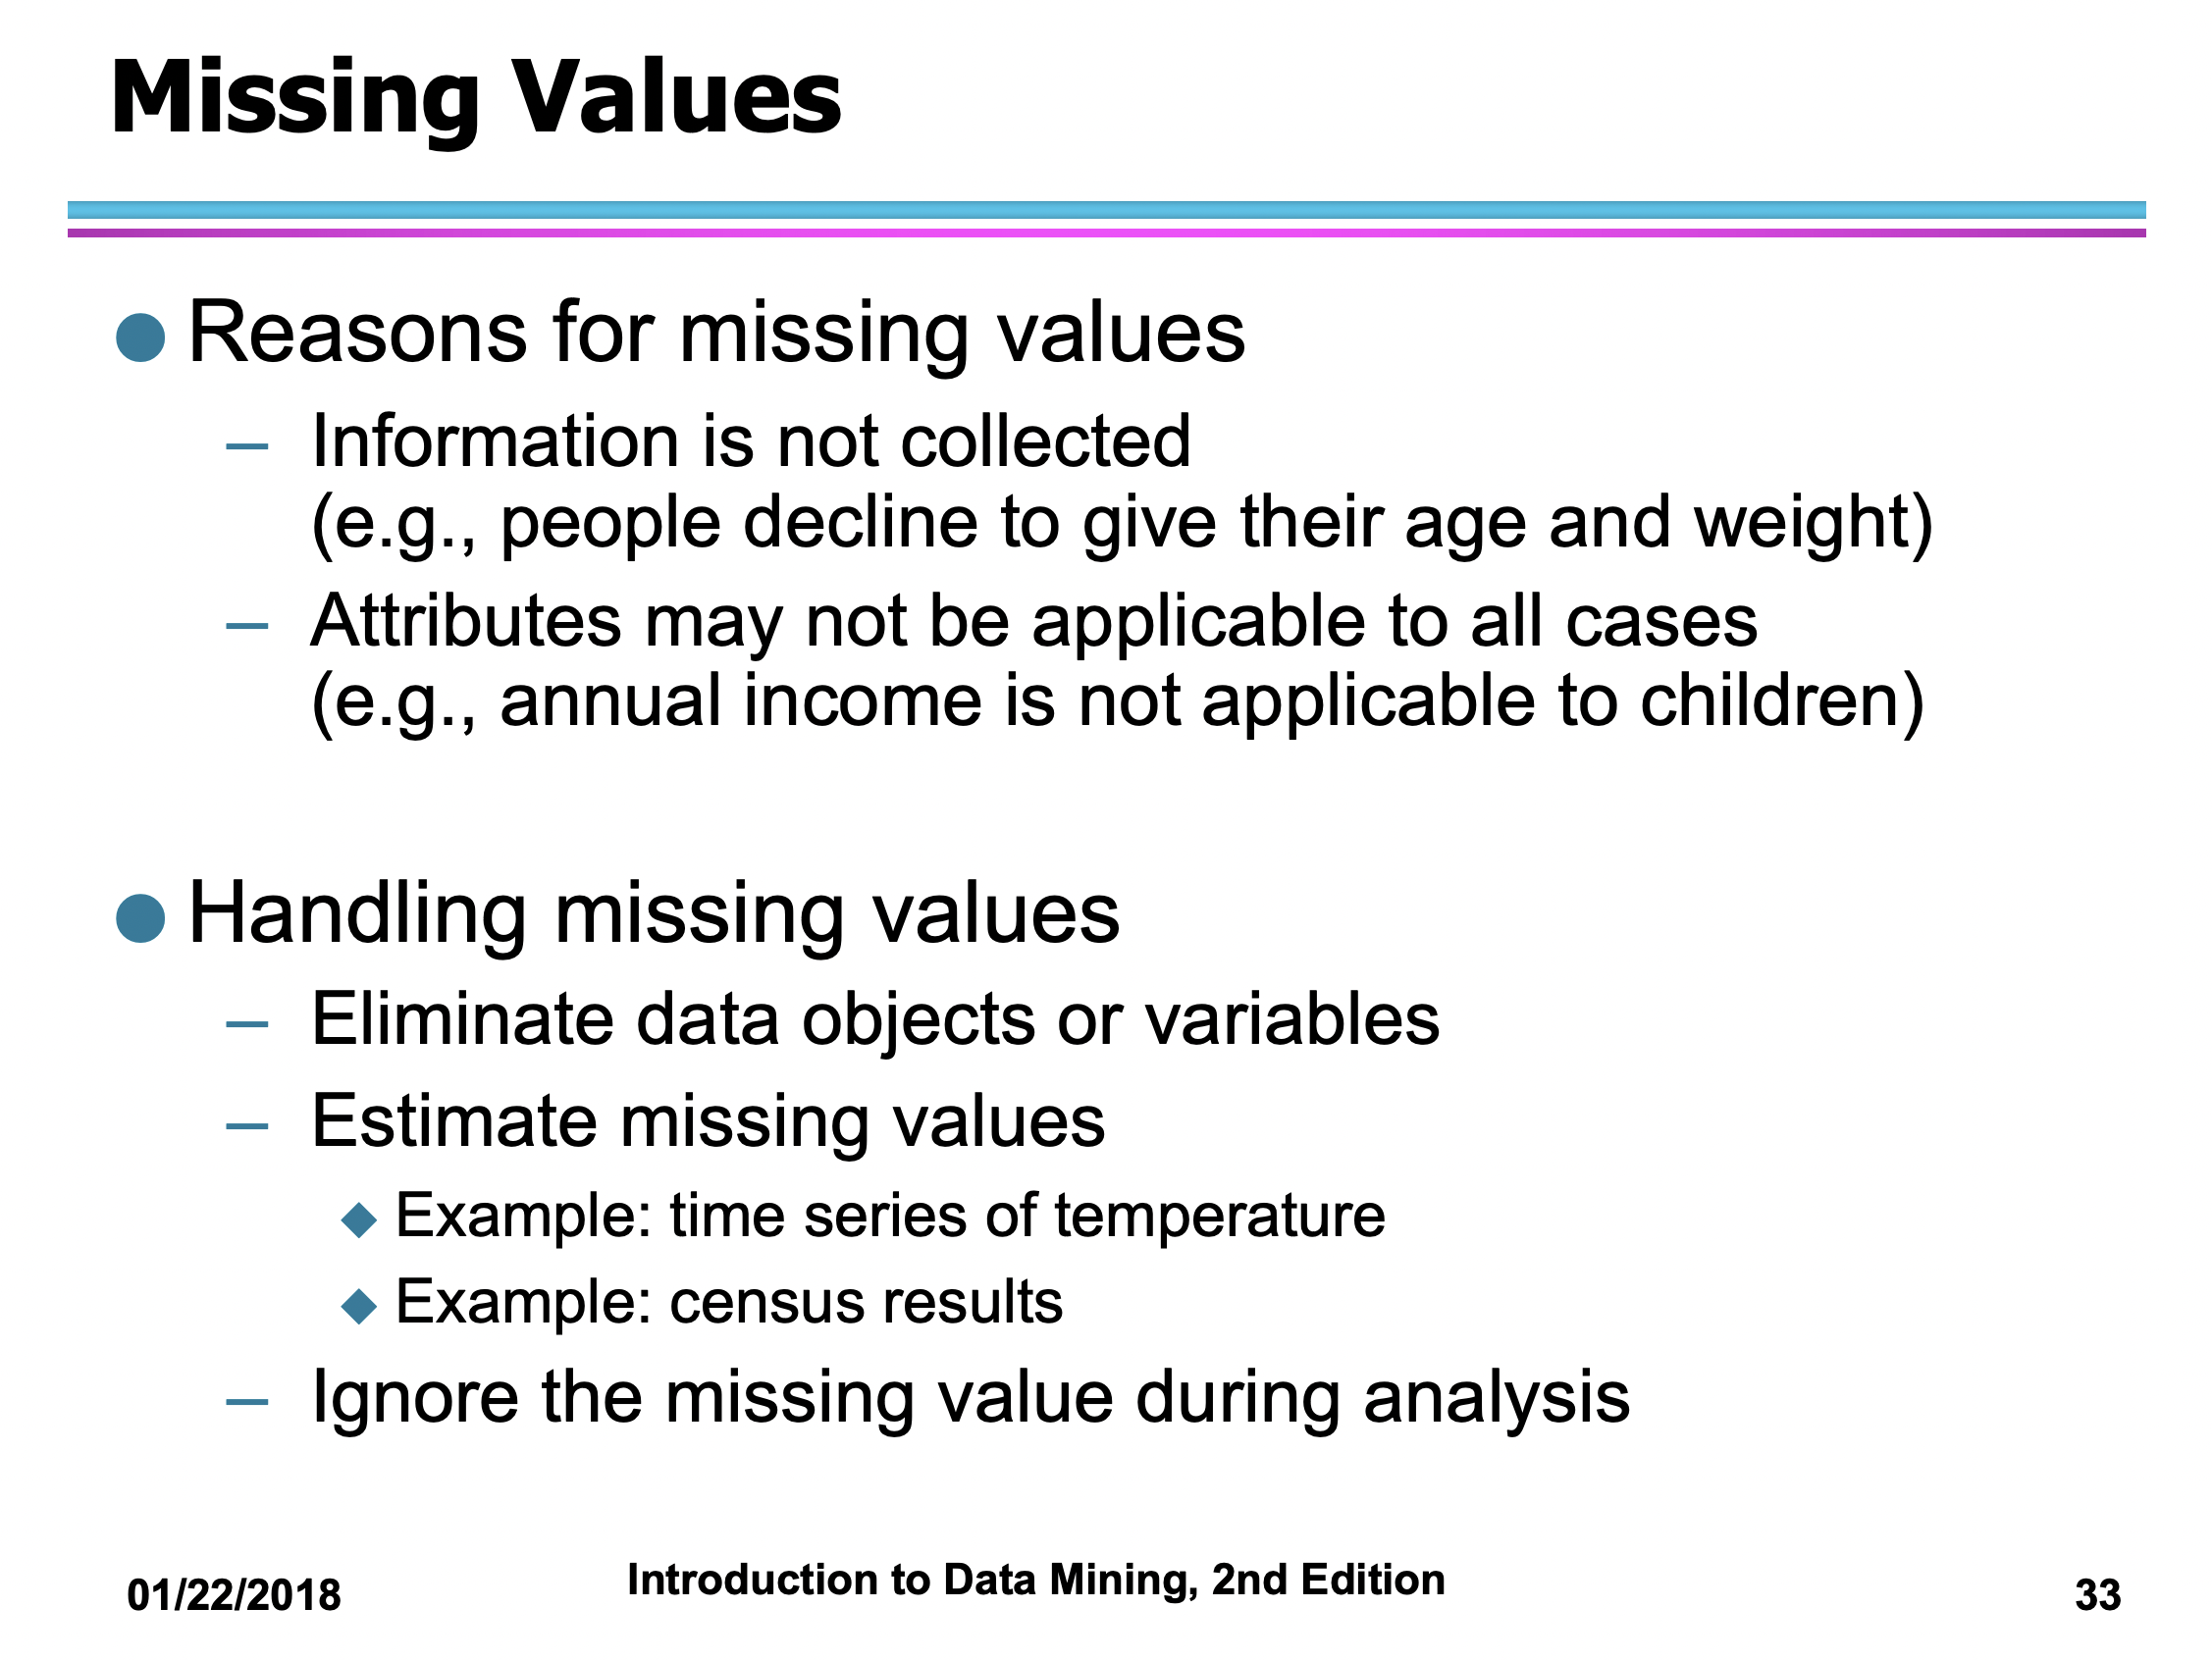 Missing Values
Reasons for missing values
– Information is not collected
(e.g., people decline to give their age and weight)
– Attributes may not be applicable to all cases
(e.g., annual income is not applicable to children)
Handling missing values
– Eliminate data objects or variables
– Estimate missing values
Example: time series of temperature
Example: census results
– Ignore the missing value during analysis
01/22/2018
Introduction to Data Mining, 2nd Edition
33